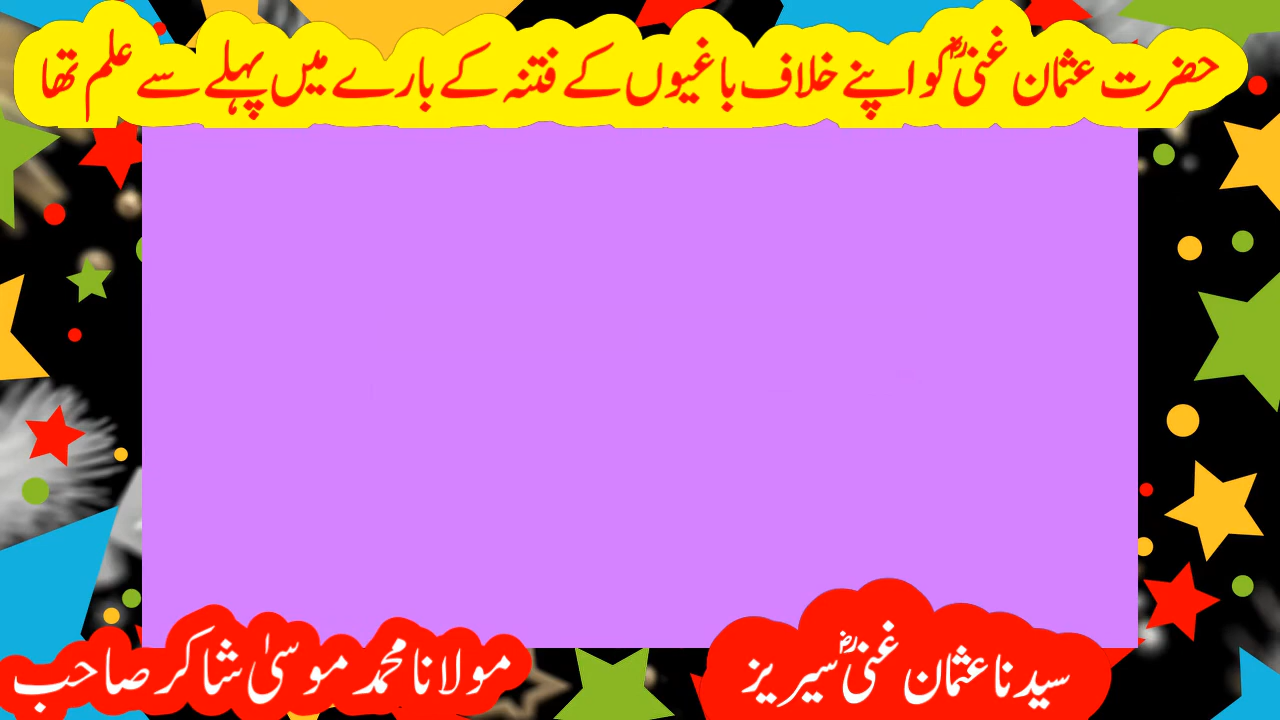 حضرت عثمان غنیؓ کو اپنے خلاف باغیوں کے فتنہ کے بارے میں پہلے سے علم تھا
سیدنا عثمان غنیؓ سیریز
مولانا محمد موسیٰ شاکر صاحب